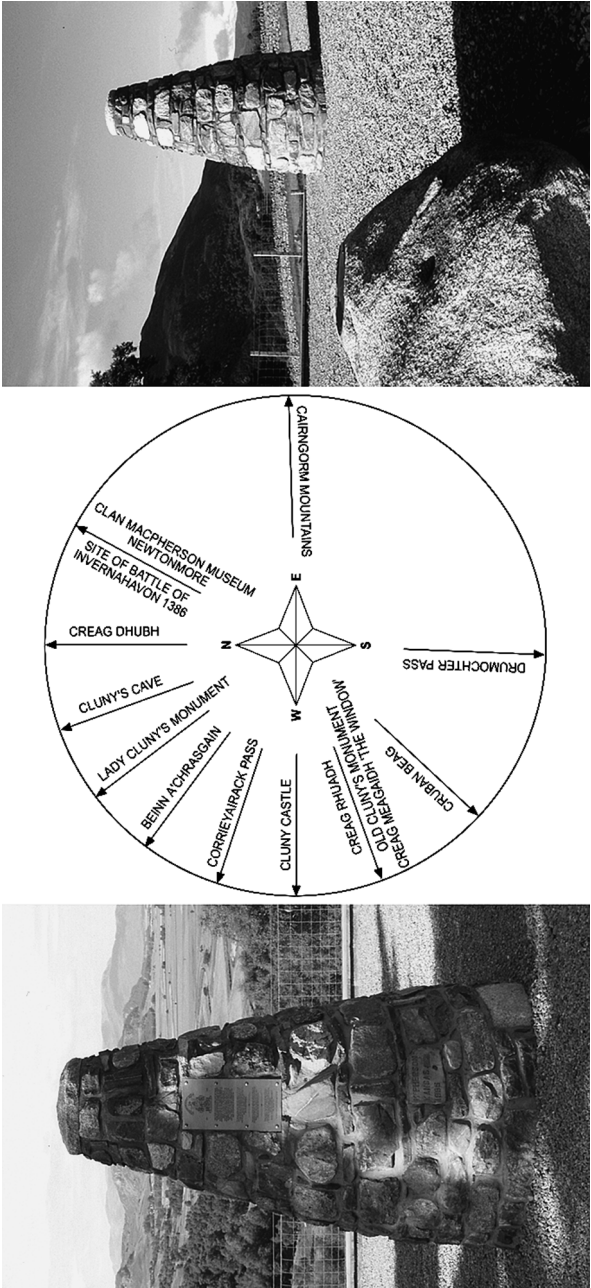 CAIRNGORM MOUNTAINS
CLAN MACPHERSON MUSEUM
NEWTONMORE
SITE OF BATTLE OF
INVERNAHAVON 1386
CREAG DHUBH
CLUNY'S CAVE
LADY CLUNY'S MONUMENT
BEINN A'CHRASGAIN
CORRIEYAIRACK PASS
CLUNY CASTLE
CREAG RHUADH
OLD CLUNY'S MONUMENT
CREAG MEAGAIDH 'THE WINDOW'
CRUBAN BEAG
DRUMOCHTER PASS
N
E
S
W